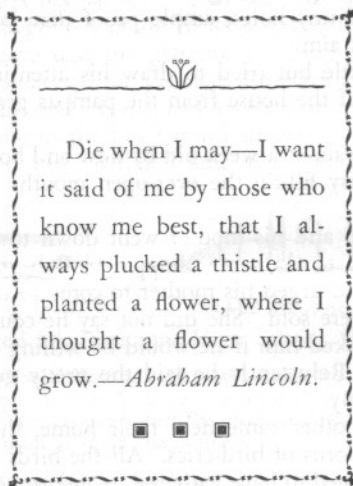 Die when I may—I want
it said of me by those who
know me best, that I al-
ways plucked a thistle and
planted a flower, where I
thought a flower would
grow.—Abraham Lincoln.